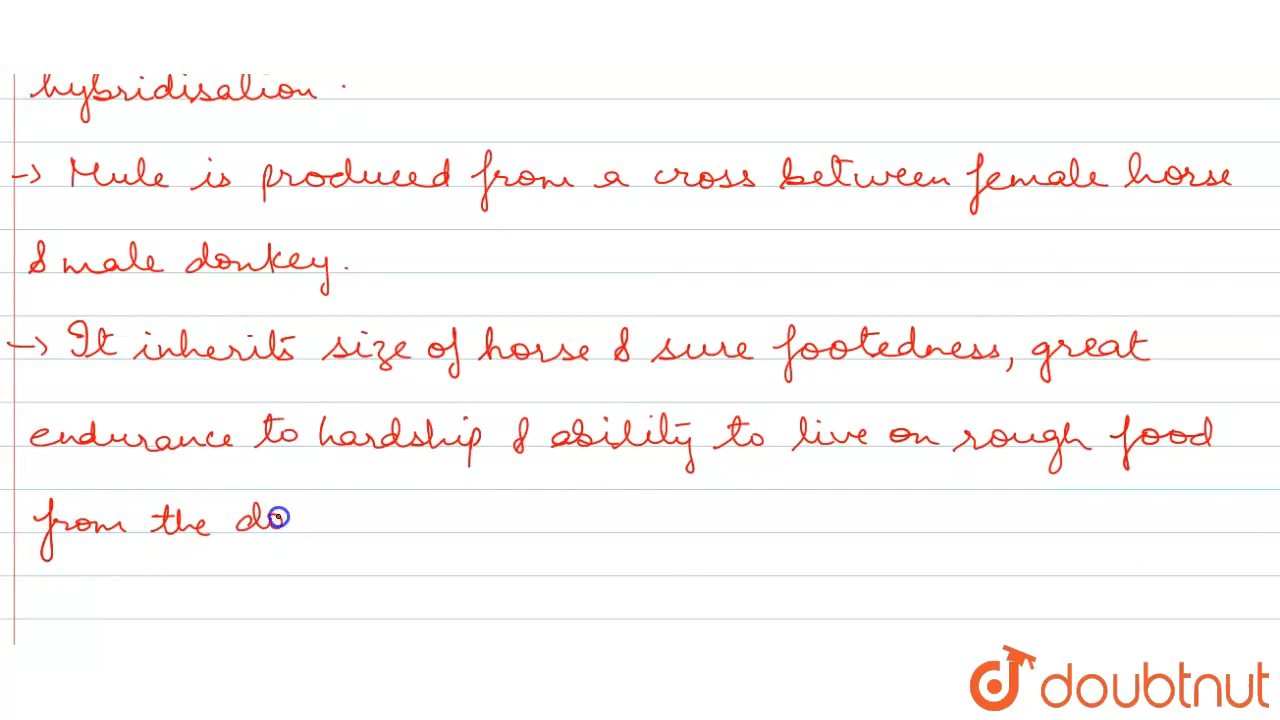 hybridisation.
→ Mule is produced from a cross between female horse
& male donkey.
→ It inherits size of horse & sure footedness, great
endurance to hardship & ability to live on rough food
from the do
doubtnut